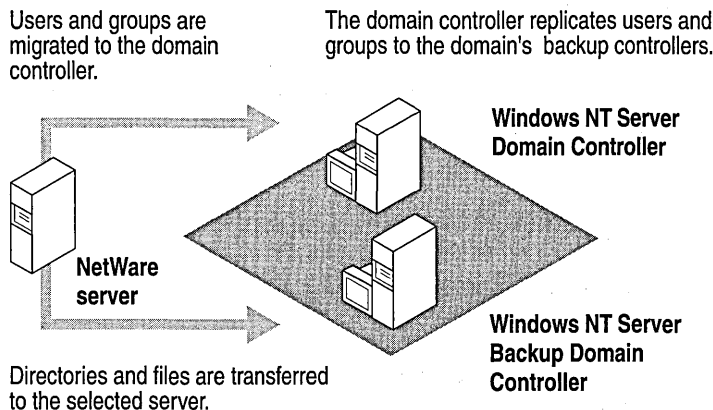 Users and groups are
migrated to the domain
controller.
The domain controller replicates users and
groups to the domain's backup controllers.
Windows NT Server
Domain Controller
NetWare
server
Windows NT Server
Backup Domain
Controller
Directories and files are transferred
to the selected server.